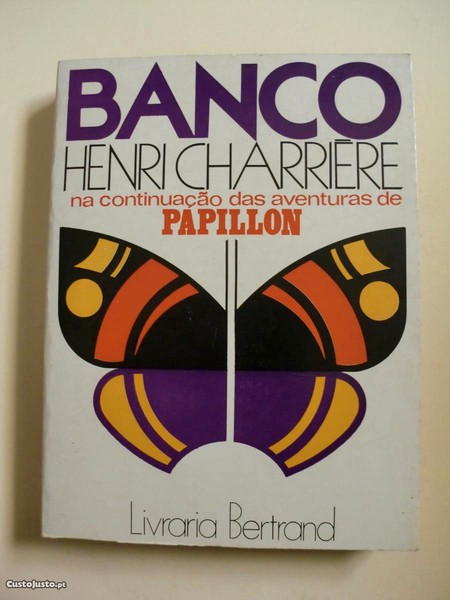 BANCO
HENRI CHARRIÈRE
na continuação das aventuras de
PAPILLON
Livraria Bertrand
CustoJusto.pt